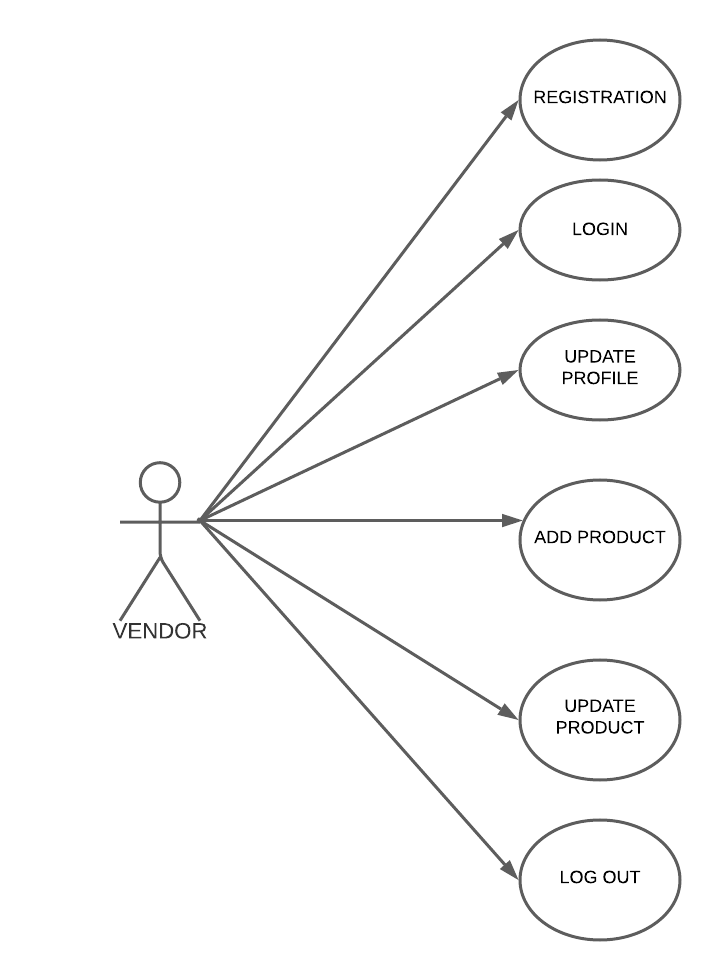 REGISTRATION
LOGIN
UPDATE
PROFILE
ADD PRODUCT
VENDOR
UPDATE
PRODUCT
LOG OUT